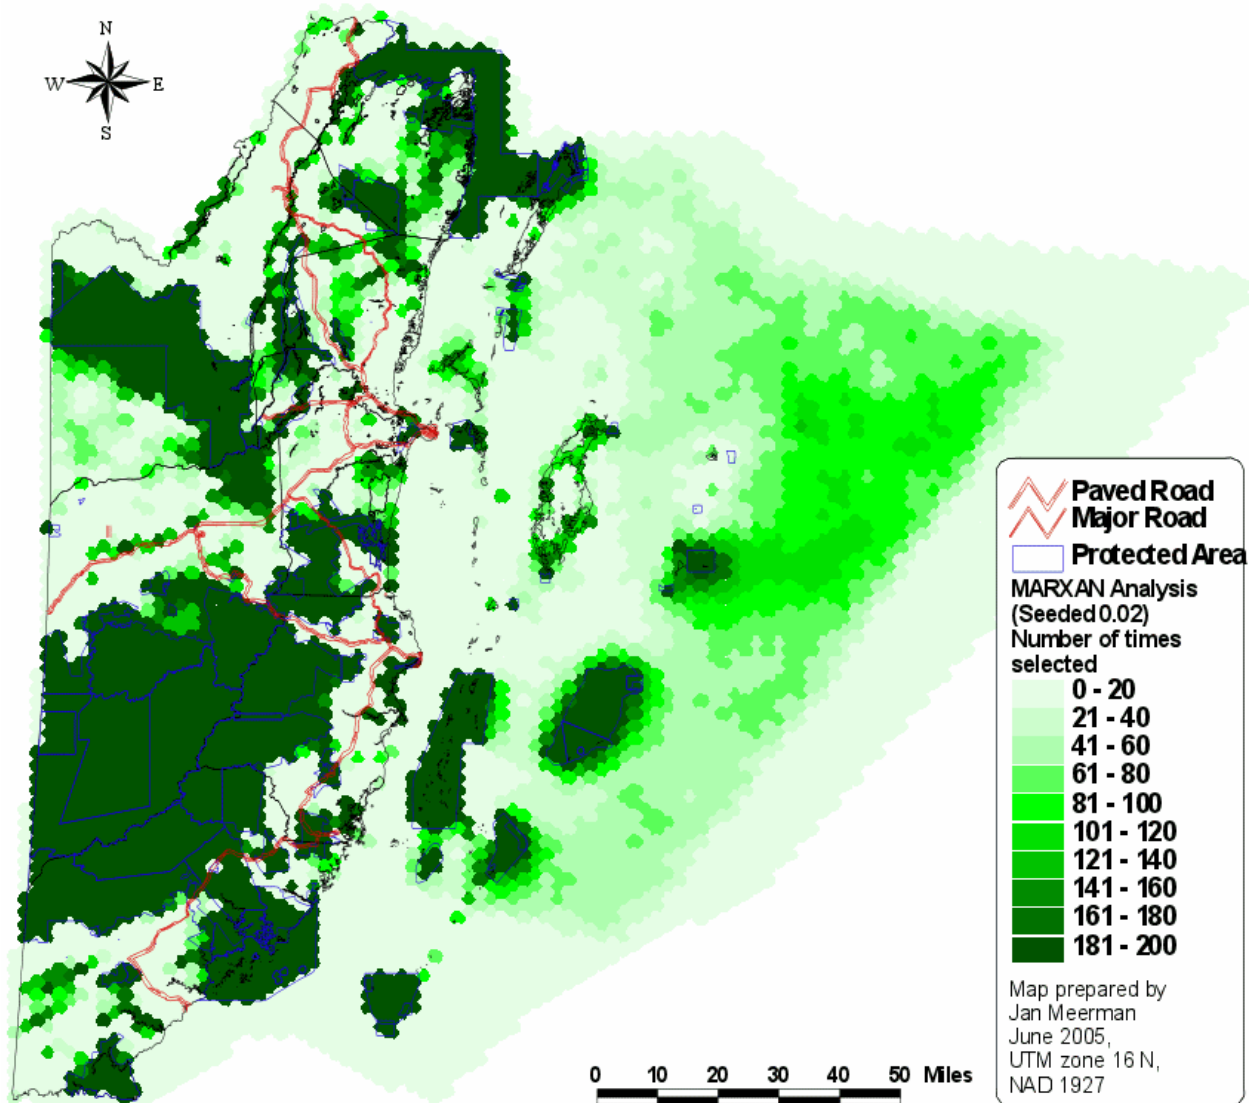 N
W E
S
Paved Road
Major Road
Protected Area
MARXAN Analysis
(Seeded 0.02)
Number of times
selected
0 - 20
21 - 40
41 - 60
61 - 80
81 - 100
101 - 120
121 - 140
141 - 160
161 - 180
181 - 200
Map prepared by
Jan Meerman
June 2005,
UTM zone 16 N,
NAD 1927
0 10 20 30 40 50 Miles